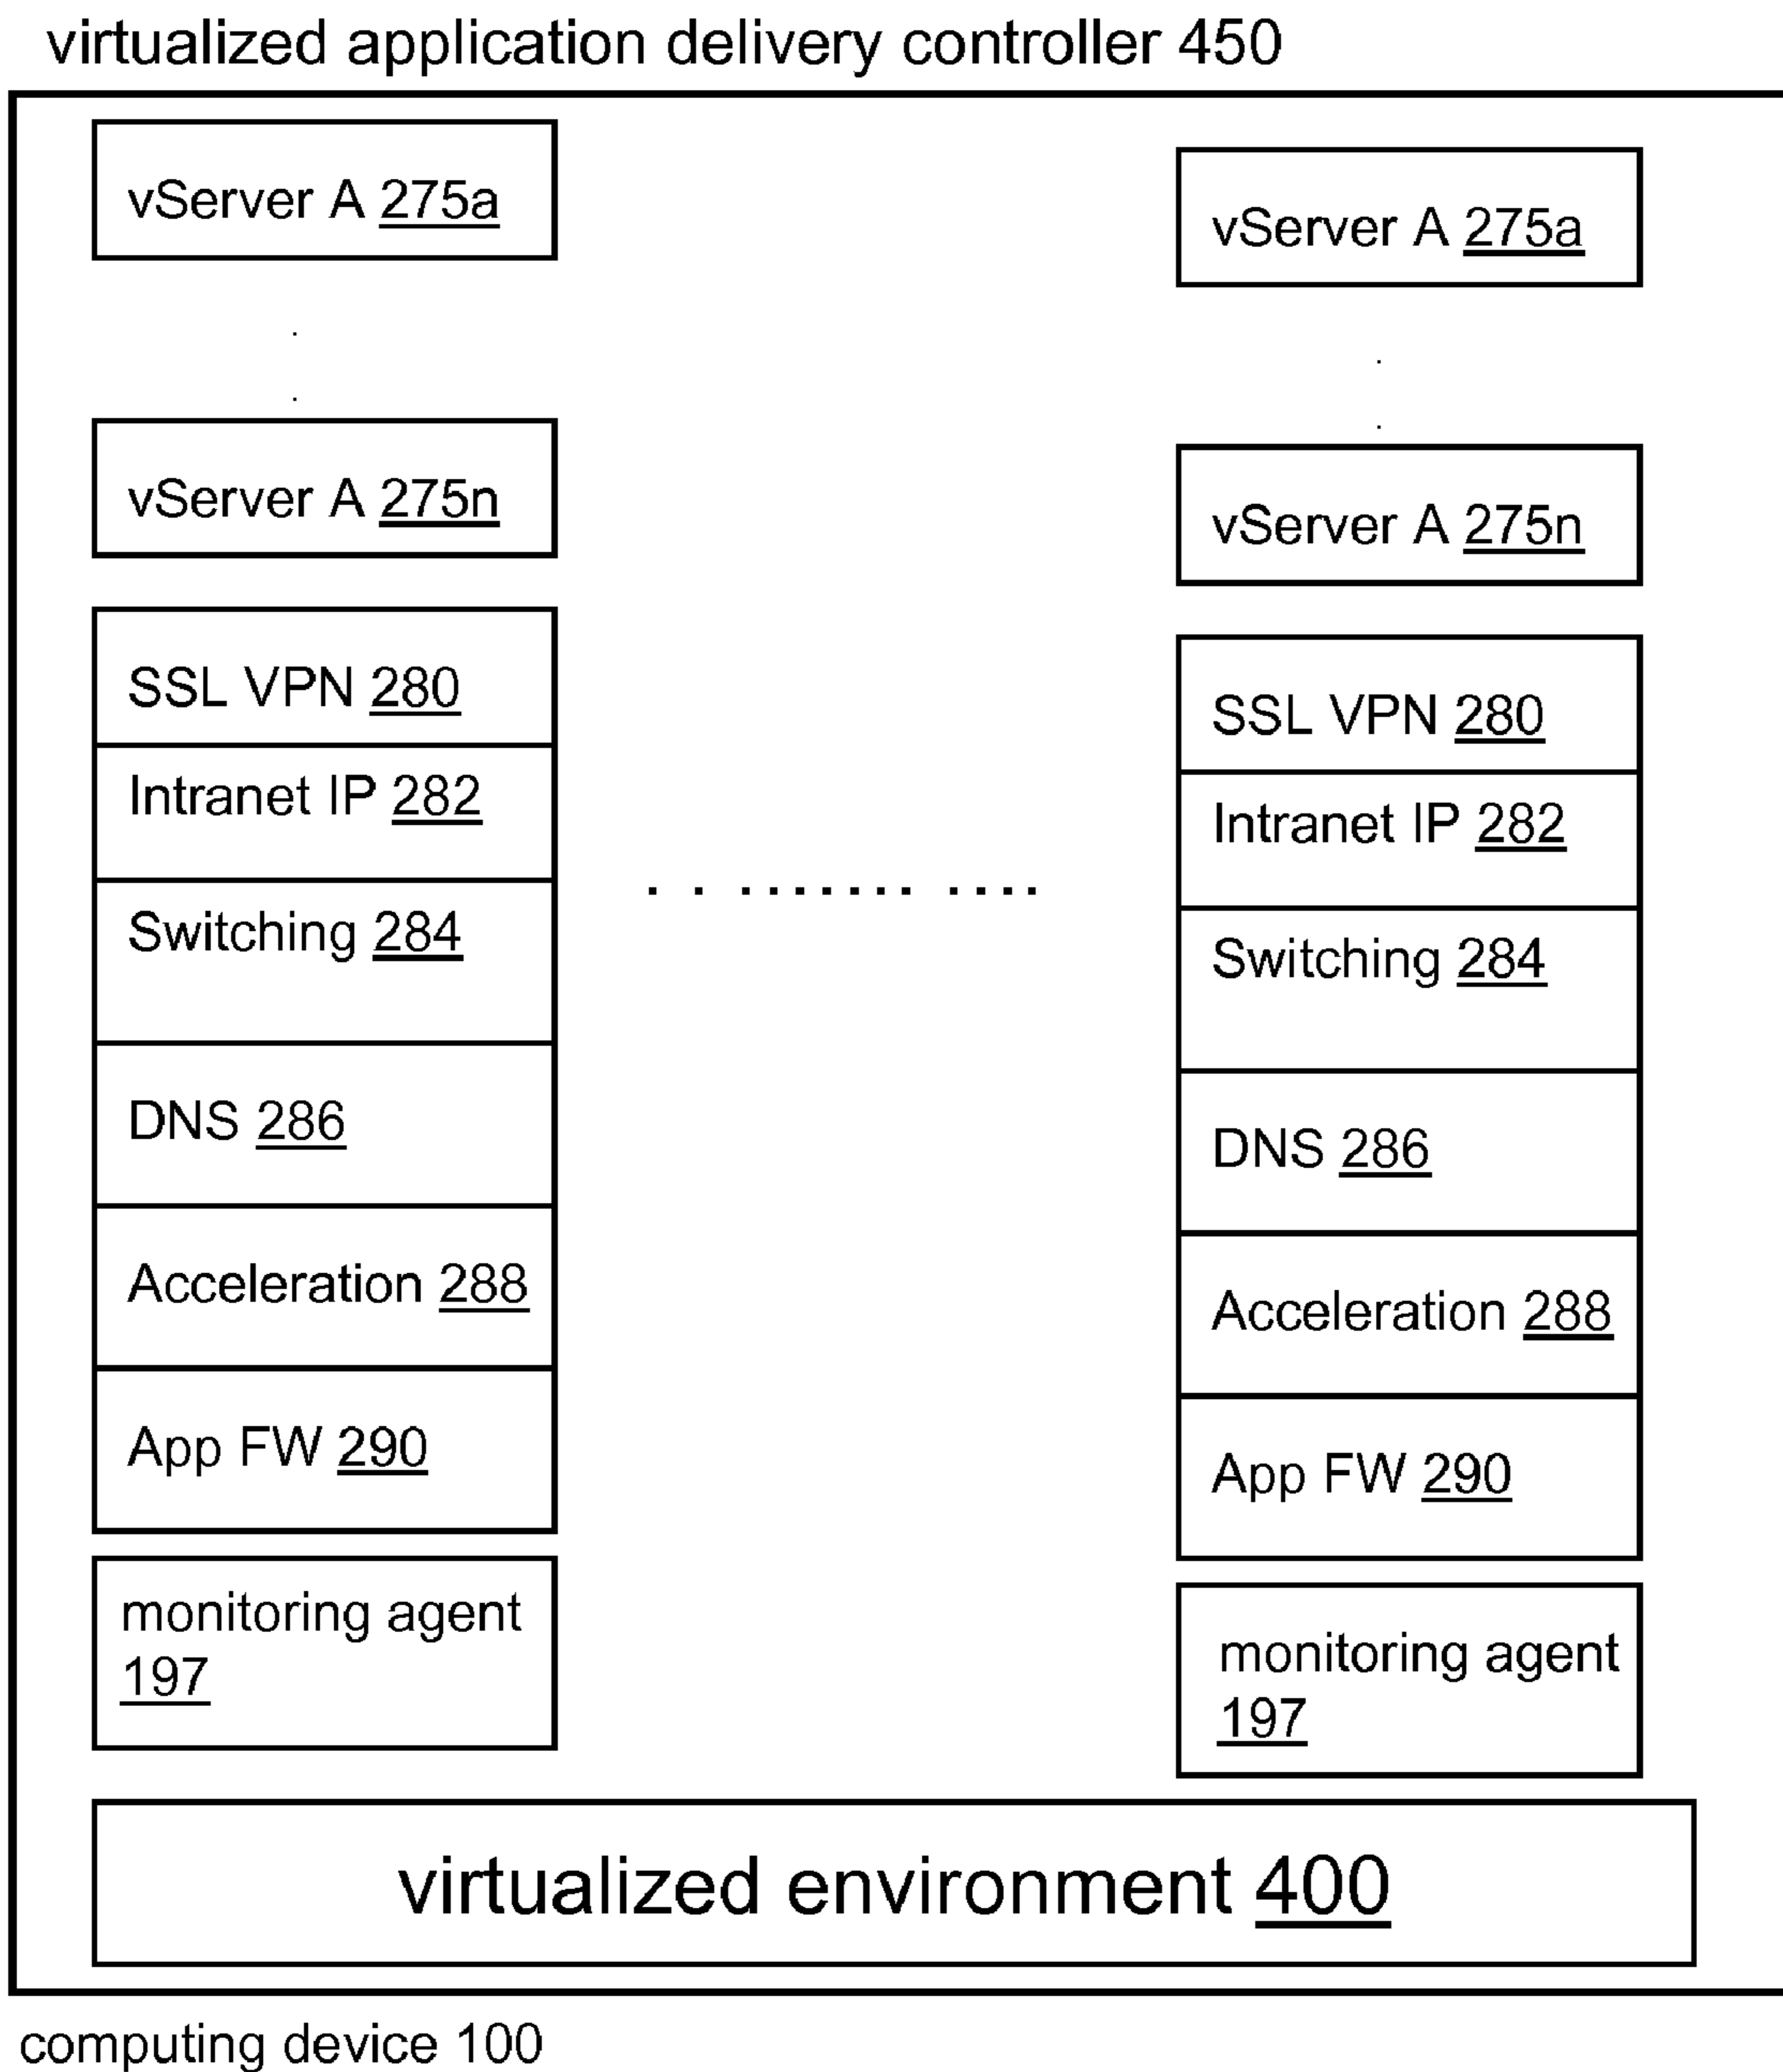 virtualized application delivery controller 450
vServer A 275a
vServer A 275n
SSL VPN 280
Intranet IP 282
Switching 284
DNS 286
Acceleration 288
App FW 290
monitoring agent
197
vServer A 275a
vServer A 275n
SSL VPN 280
Intranet IP 282
Switching 284
DNS 286
Acceleration 288
App FW 290
monitoring agent
197
virtualized environment 400
computing device 100